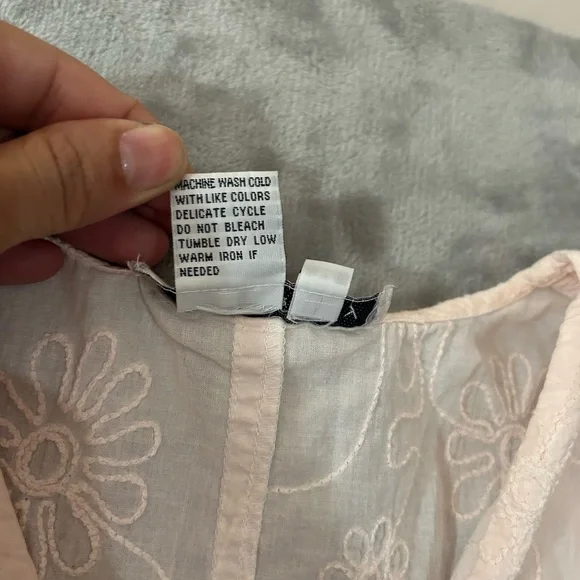 MACHINE WASH COLD
WITH LIKE COLORS
DELICATE CYCLE
DO NOT BLEACH
TUMBLE DRY LOW
WARM IRON IF
NEEDED